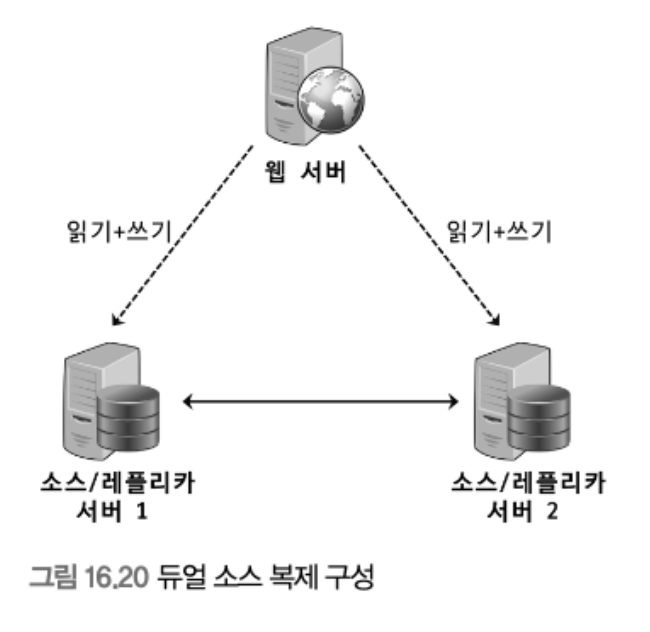 웹 서버
읽기+쓰기
읽기+쓰기
소스/레플리카
서버 1
소스/레플리카
서버 2
그림 16.20 듀얼 소스 복제 구성